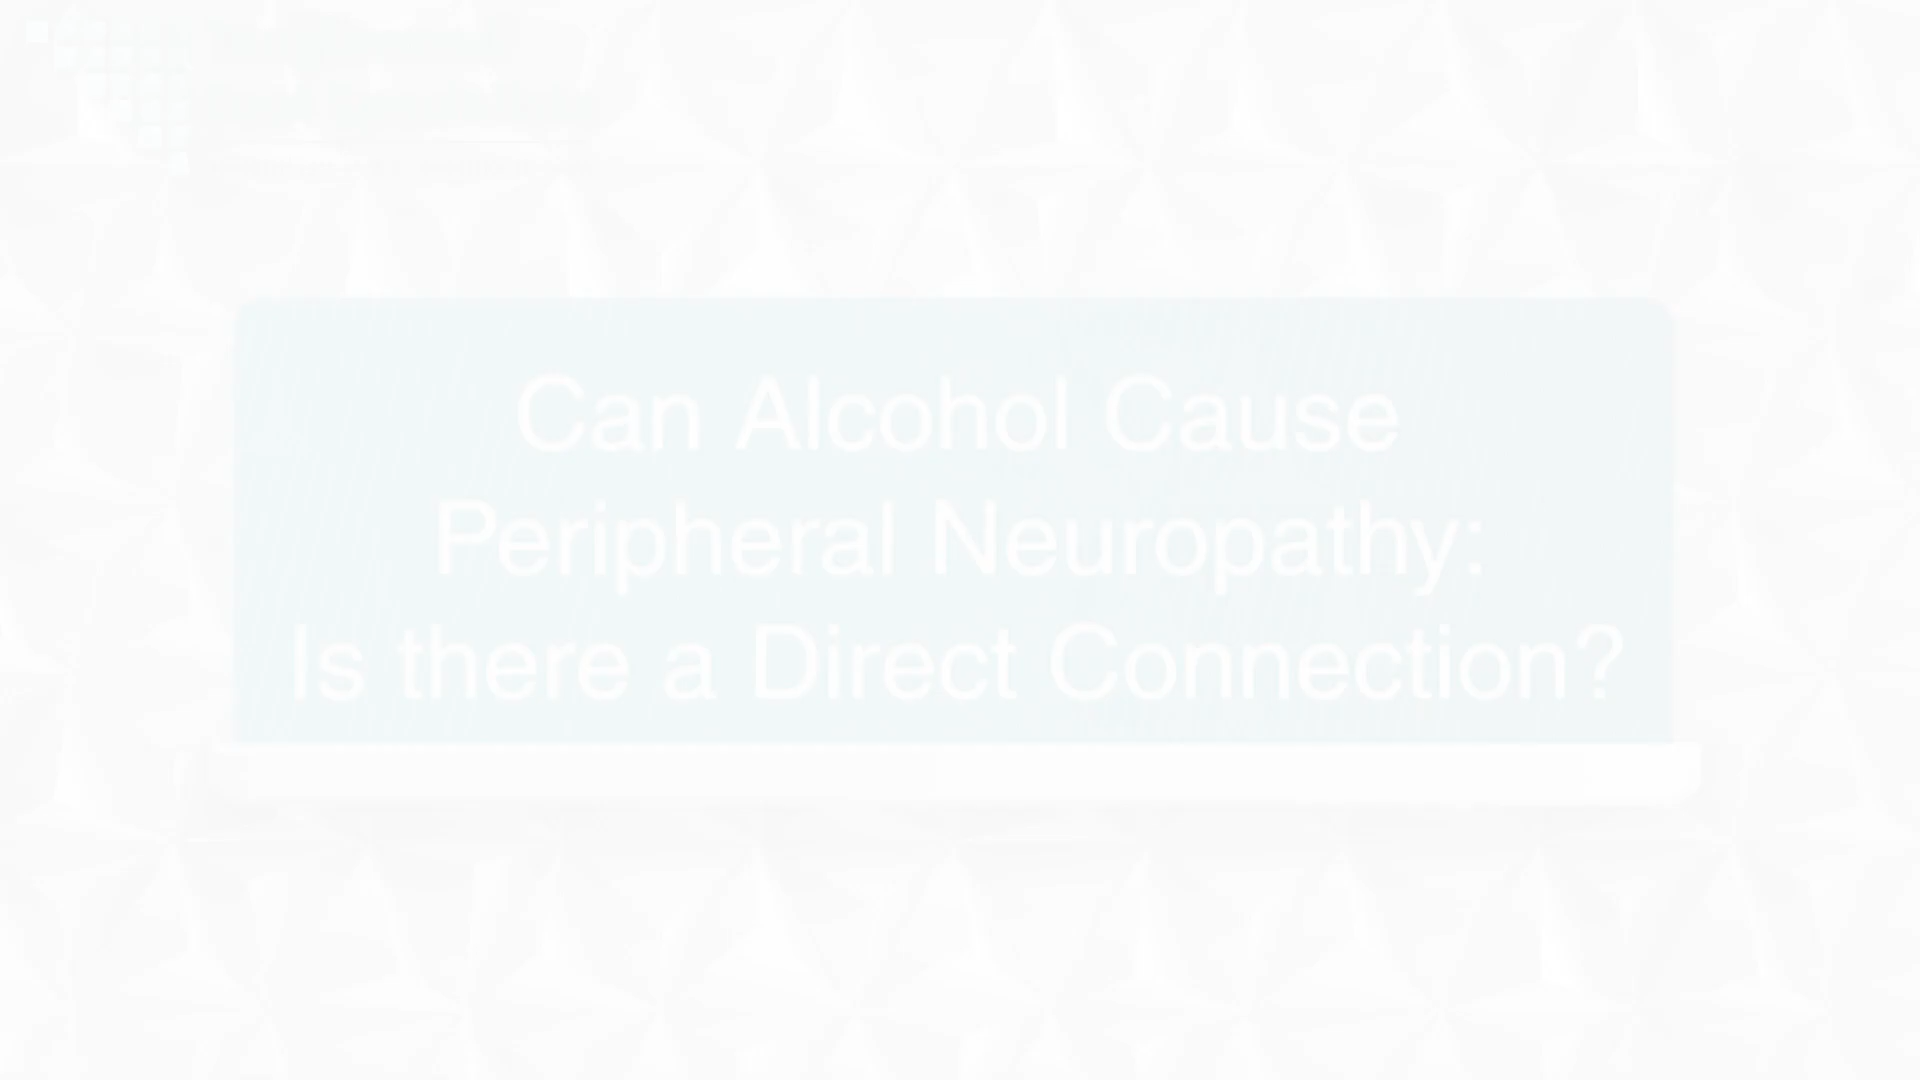 Can Alcohol Cause
Peripheral Neuropathy:
Is there a Direct Connection?